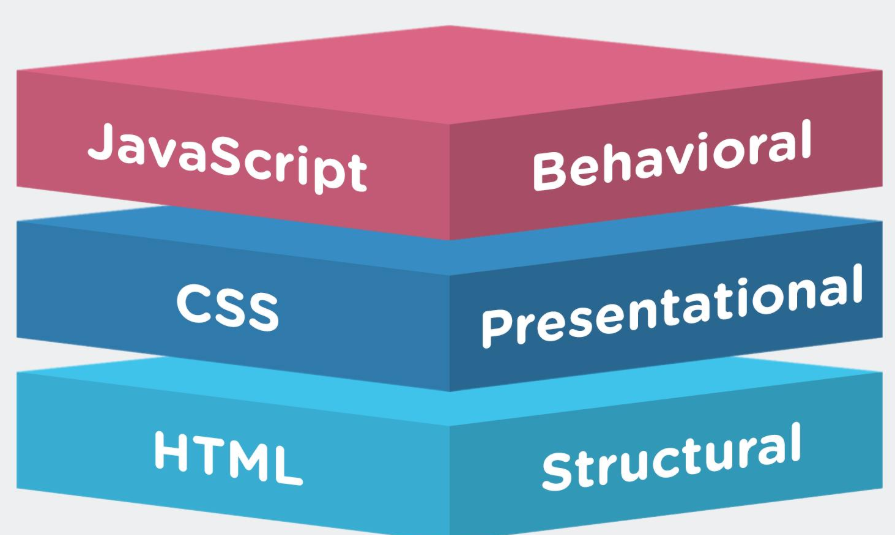 JavaScript
Behavioral
CSS
Presentational
HTML
Structural